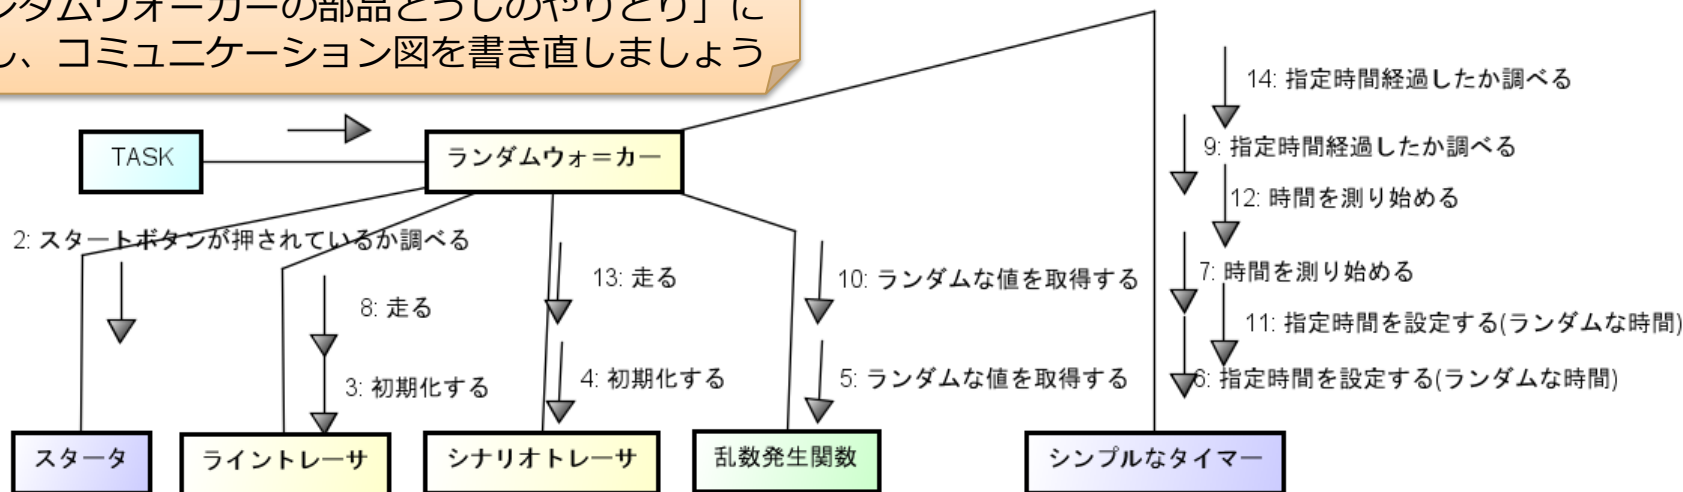 ンダムウォーカーの部品どうしのやりとり」に
し、コミュニケーション図を書き直しましょう
TASK
ランダムウォ＝カー
14: 指定時間経過したか調べる
9: 指定時間経過したか調べる
12: 時間を測り始める
2: スタートボタンが押されているか調べる
13: 走る
10: ランダムな値を取得する
7: 時間を測り始める
8: 走る
11: 指定時間を設定する(ランダムな時間)
3: 初期化する
4: 初期化する
5: ランダムな値を取得する
6: 指定時間を設定する(ランダムな時間)
スタータ
ライントレーサ
シナリオトレーサ
乱数発生関数
シンプルなタイマー